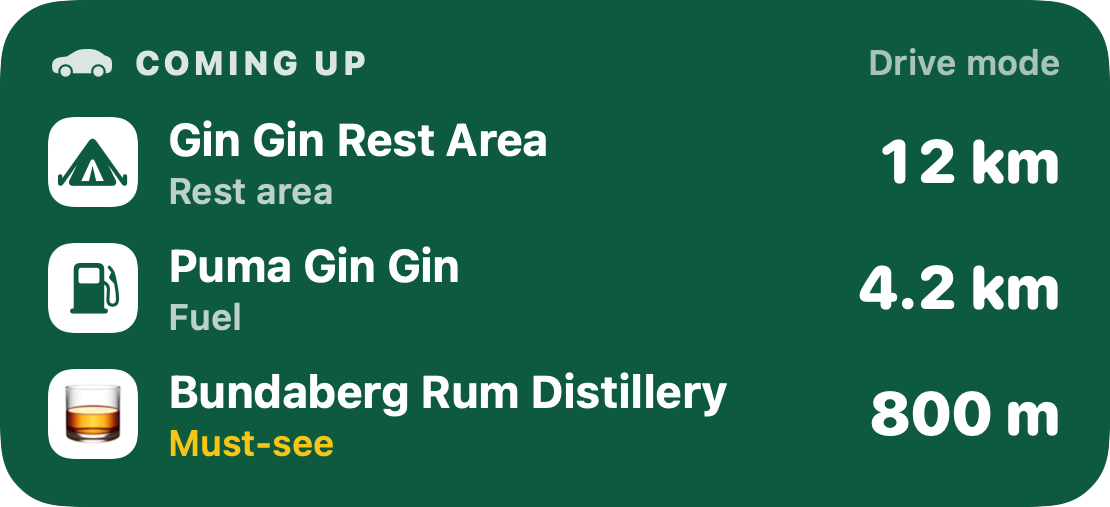 COMING UP
Drive mode
Gin Gin Rest Area
Rest area
12 km
Puma Gin Gin
Fuel
4.2 km
Bundaberg Rum Distillery
Must-see
800 m